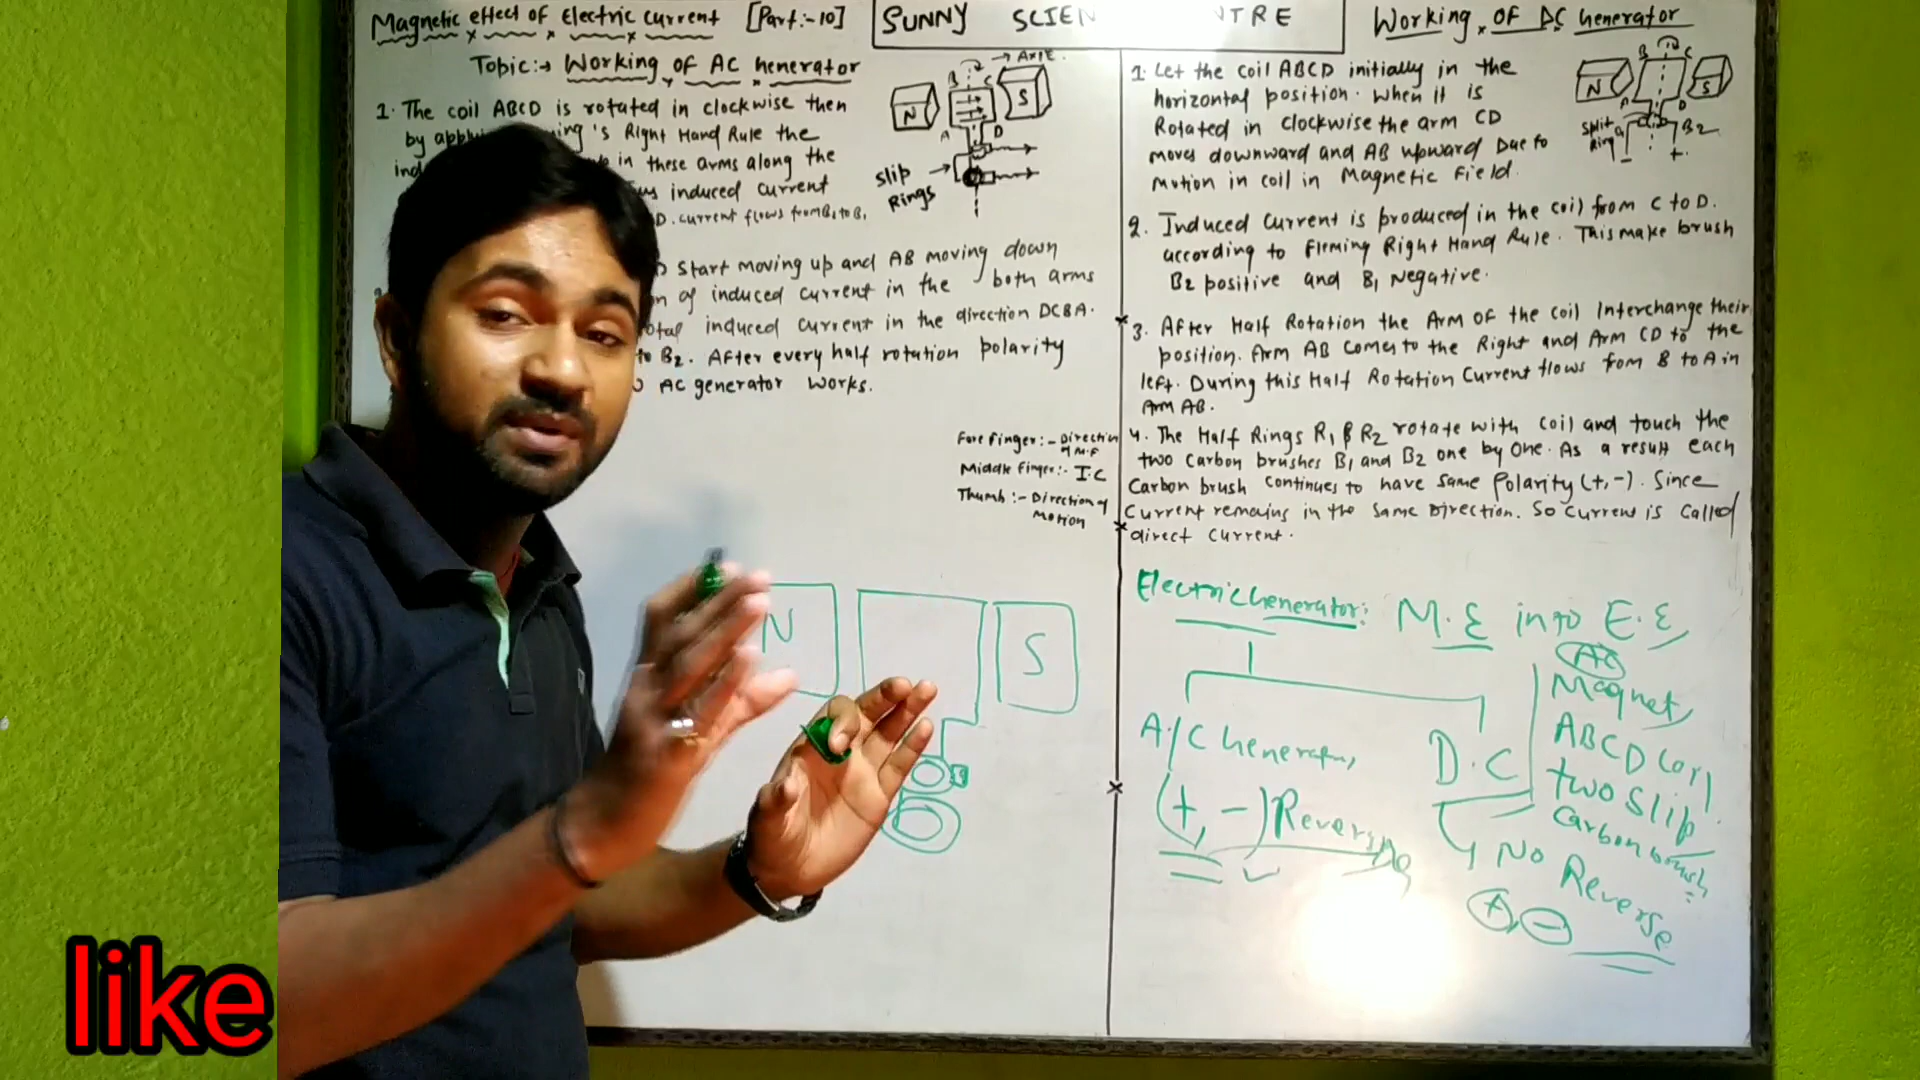 Magnetic effect of Electric current [Part:-10]
SUNNY SCIEN NTRE
Topic:→ Working of AC Generator
1. The coil ABCD is rotated in clockwise then
by 's Right Hand Rule the
in these arms along the
induced current
D. current flows from B2 to B1
→ AXLE
B C
N S
A D
Slip
Rings
Start moving up and AB moving down
of induced current in the both arms
induced current in the direction DCBA.
to B2. After every half rotation polarity
AC generator works.
Fore finger:- Direction
of M.F
Middle finger:- I.C
Thumb:- Direction of
Motion
N S
Working of DC Generator
1. Let the coil ABCD initially in the
horizontal position. When it is
Rotated in clockwise the arm CD
moves downward and AB upward Due to
motion in coil in Magnetic Field.
B C
N S
A D
Split
Ring
B2
- +
2. Induced current is produced in the coil from C to D.
according to Fleming Right Hand Rule. This make brush
B2 positive and B1 Negative.
3. After Half Rotation the Arm of the coil Interchange their
position. Arm AB comes to the Right and Arm CD to the
left. During this Half Rotation Current flows from B to A in
Arm AB.
4. The Half Rings R1 & R2 rotate with coil and touch the
two Carbon brushes B1 and B2 one by One. As a result each
Carbon brush continues to have same Polarity (+,-). Since
Current remains in the Same Direction. So current is called
direct current.
Electric Generator: M.E into E.E
A/C Generator,
(+, -) Reverse
D.C
No Reverse
+, -
AC
Magnet,
ABCD Coil
two slip
Carbon brush
like